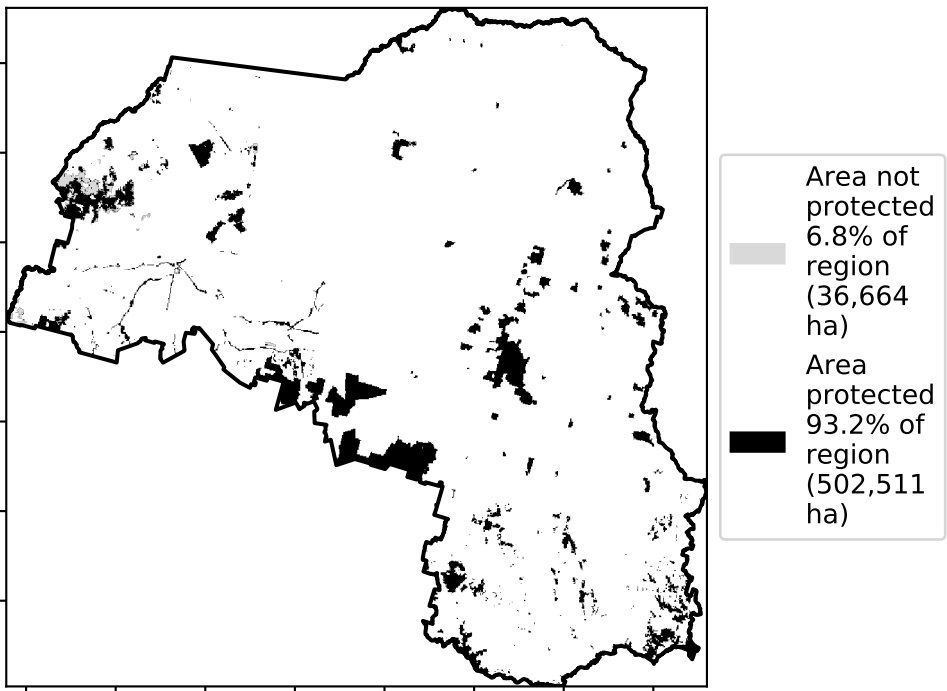 Area not
protected
6.8% of
region
(36,664
ha)
Area
protected
93.2% of
region
(502,511
ha)